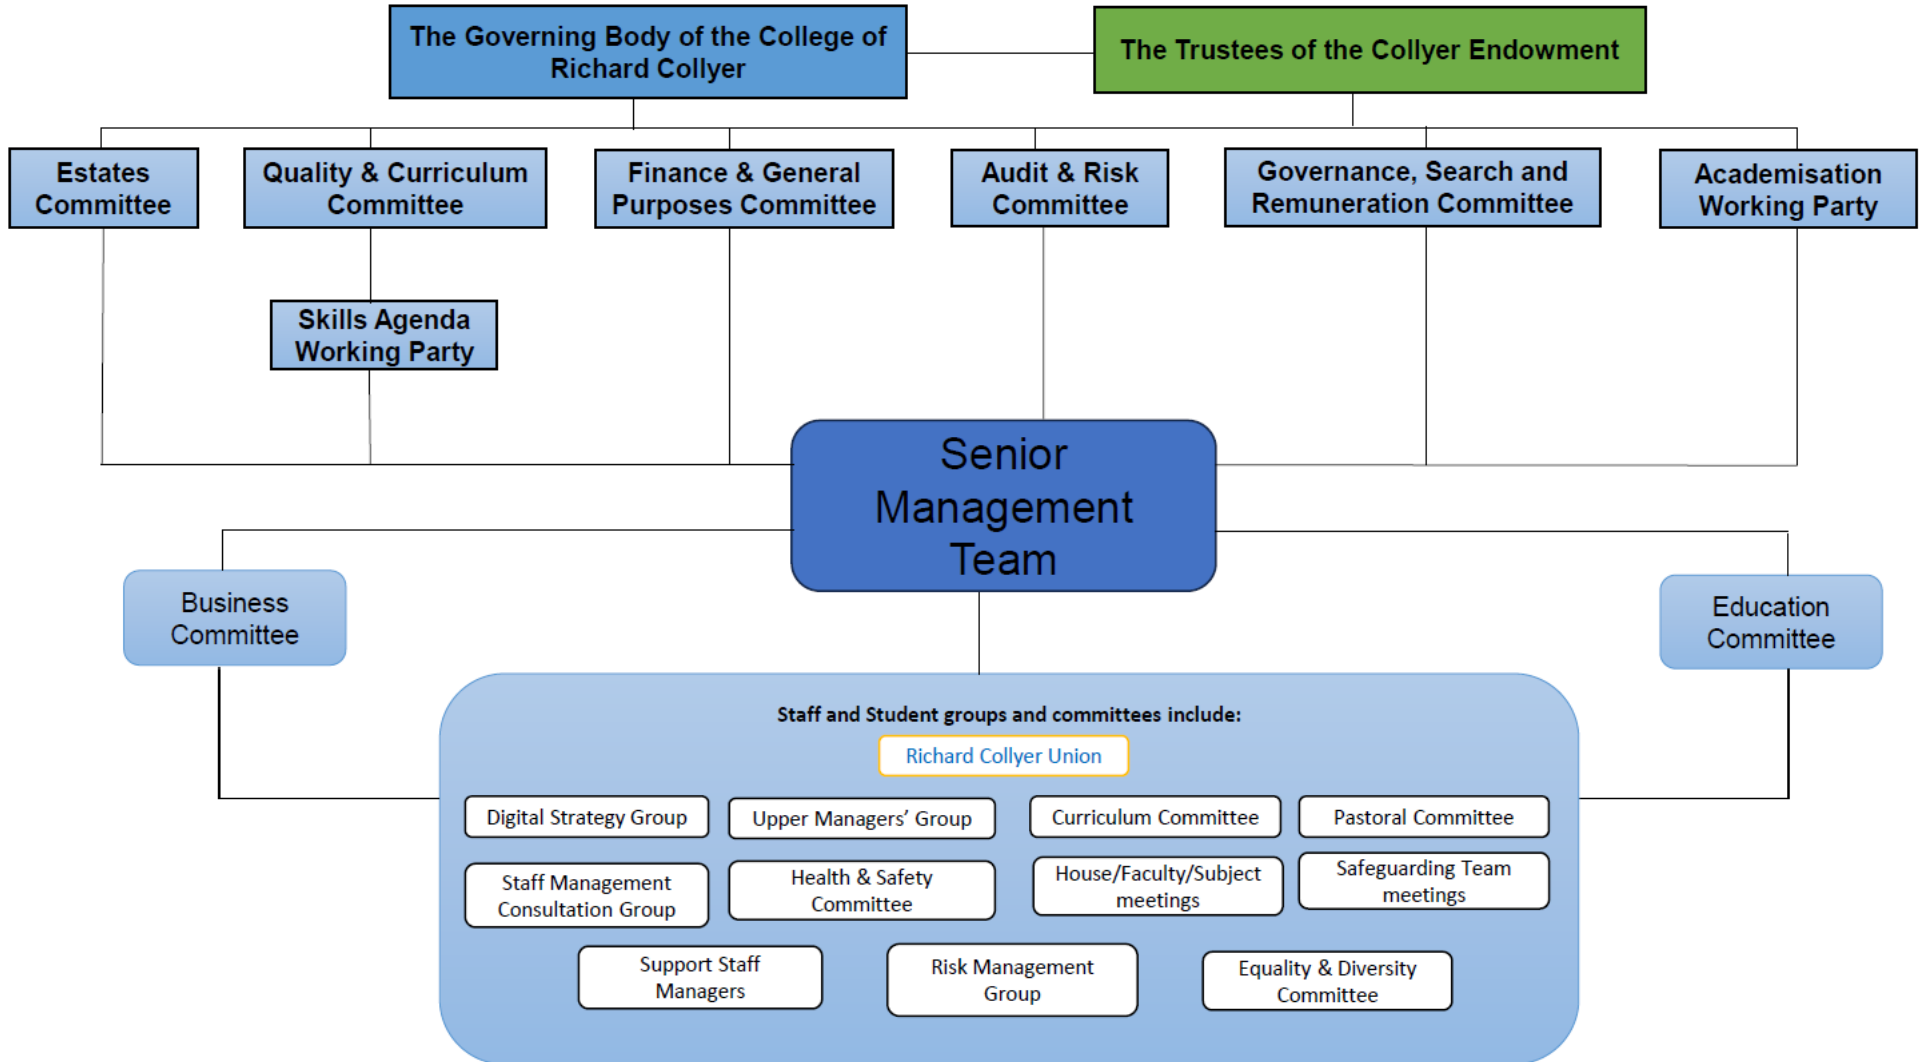 The Governing Body of the College of
Richard Collyer
The Trustees of the Collyer Endowment
Estates
Committee
Quality & Curriculum
Committee
Finance & General
Purposes Committee
Audit & Risk
Committee
Governance, Search and
Remuneration Committee
Academisation
Working Party
Skills Agenda
Working Party
Senior
Management
Team
Business
Committee
Education
Committee
Staff and Student groups and committees include:
Richard Collyer Union
Digital Strategy Group
Upper Managers’ Group
Curriculum Committee
Pastoral Committee
Staff Management
Consultation Group
Health & Safety
Committee
House/Faculty/Subject
meetings
Safeguarding Team
meetings
Support Staff
Managers
Risk Management
Group
Equality & Diversity
Committee